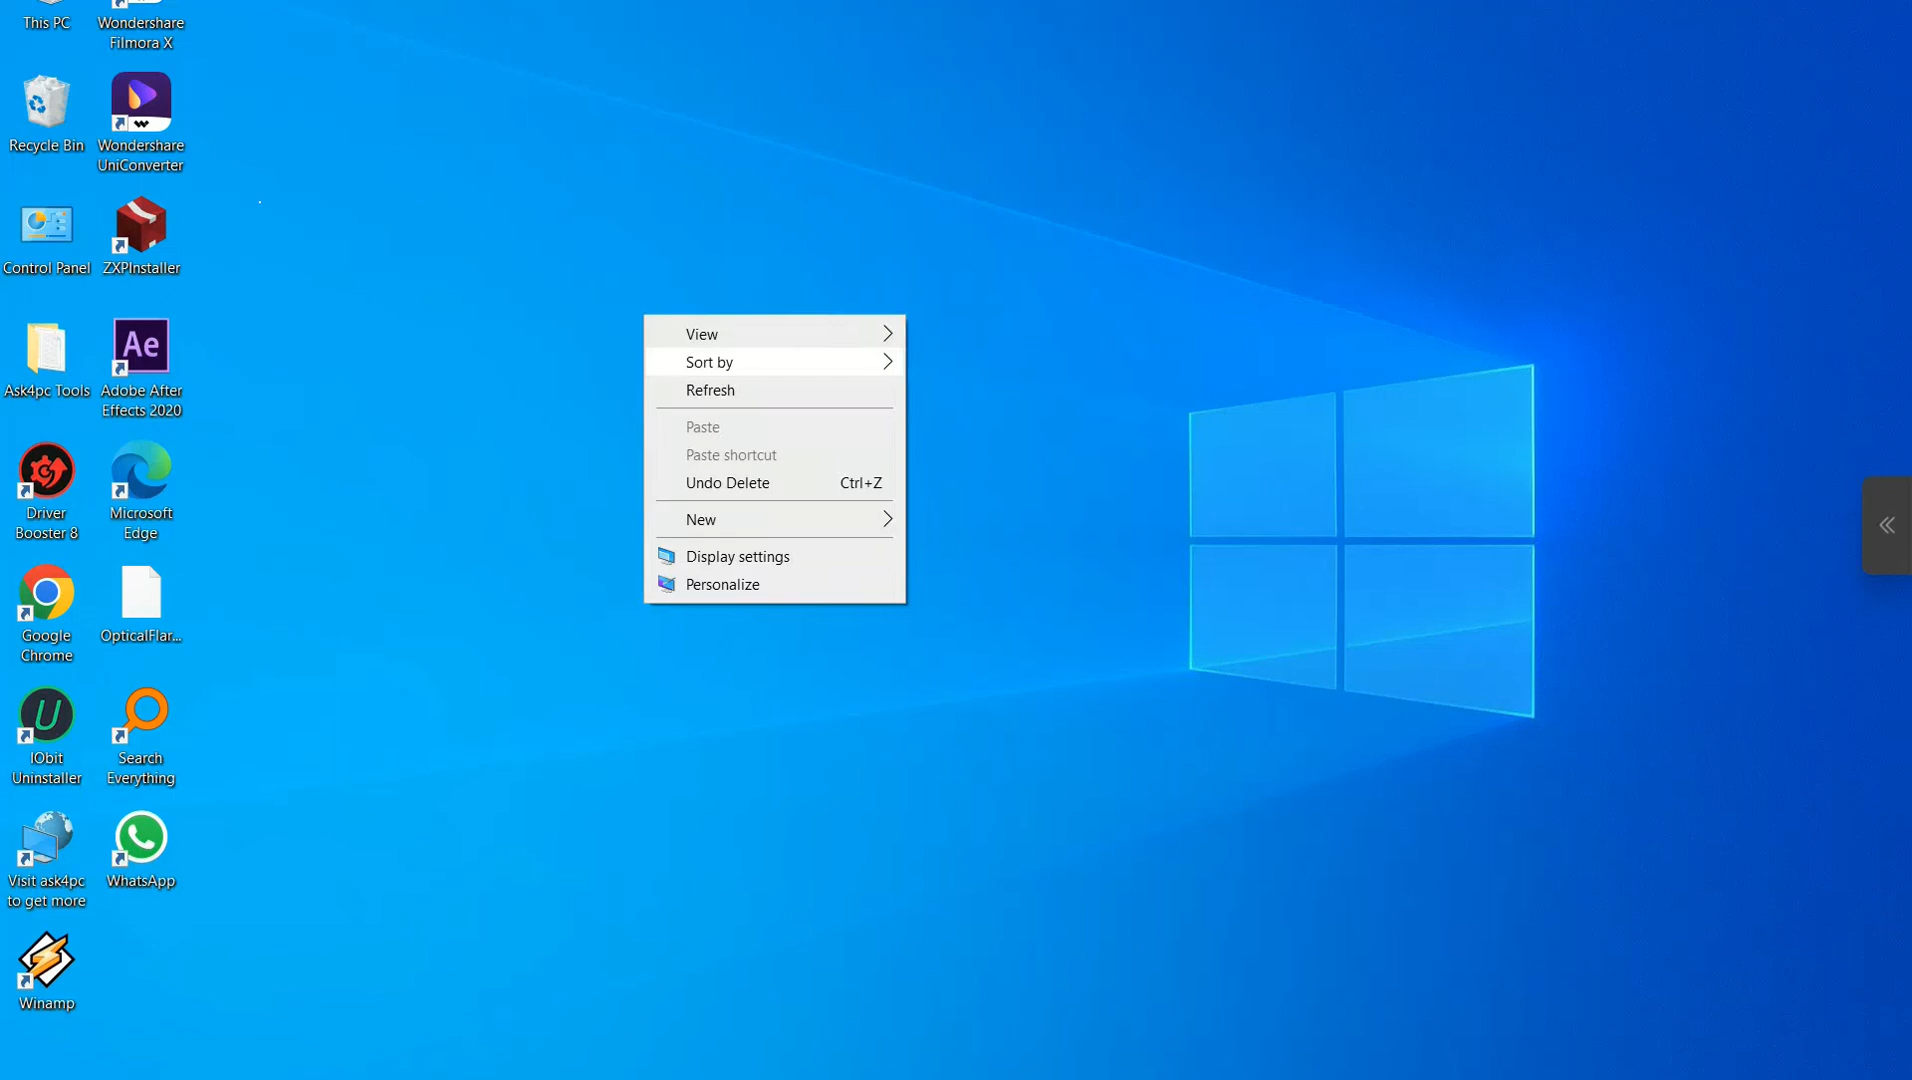 This PC
Wondershare
Filmora X
Recycle Bin
Wondershare
UniConverter
Control Panel
ZXPInstaller
Ask4pc Tools
Ae
Adobe After
Effects 2020
Driver
Booster 8
Microsoft
Edge
Google
Chrome
OpticalFlar...
U
IObit
Uninstaller
Search
Everything
Visit ask4pc
to get more
WhatsApp
Winamp
View
Sort by
Refresh
Paste
Paste shortcut
Undo Delete Ctrl+Z
New
Display settings
Personalize